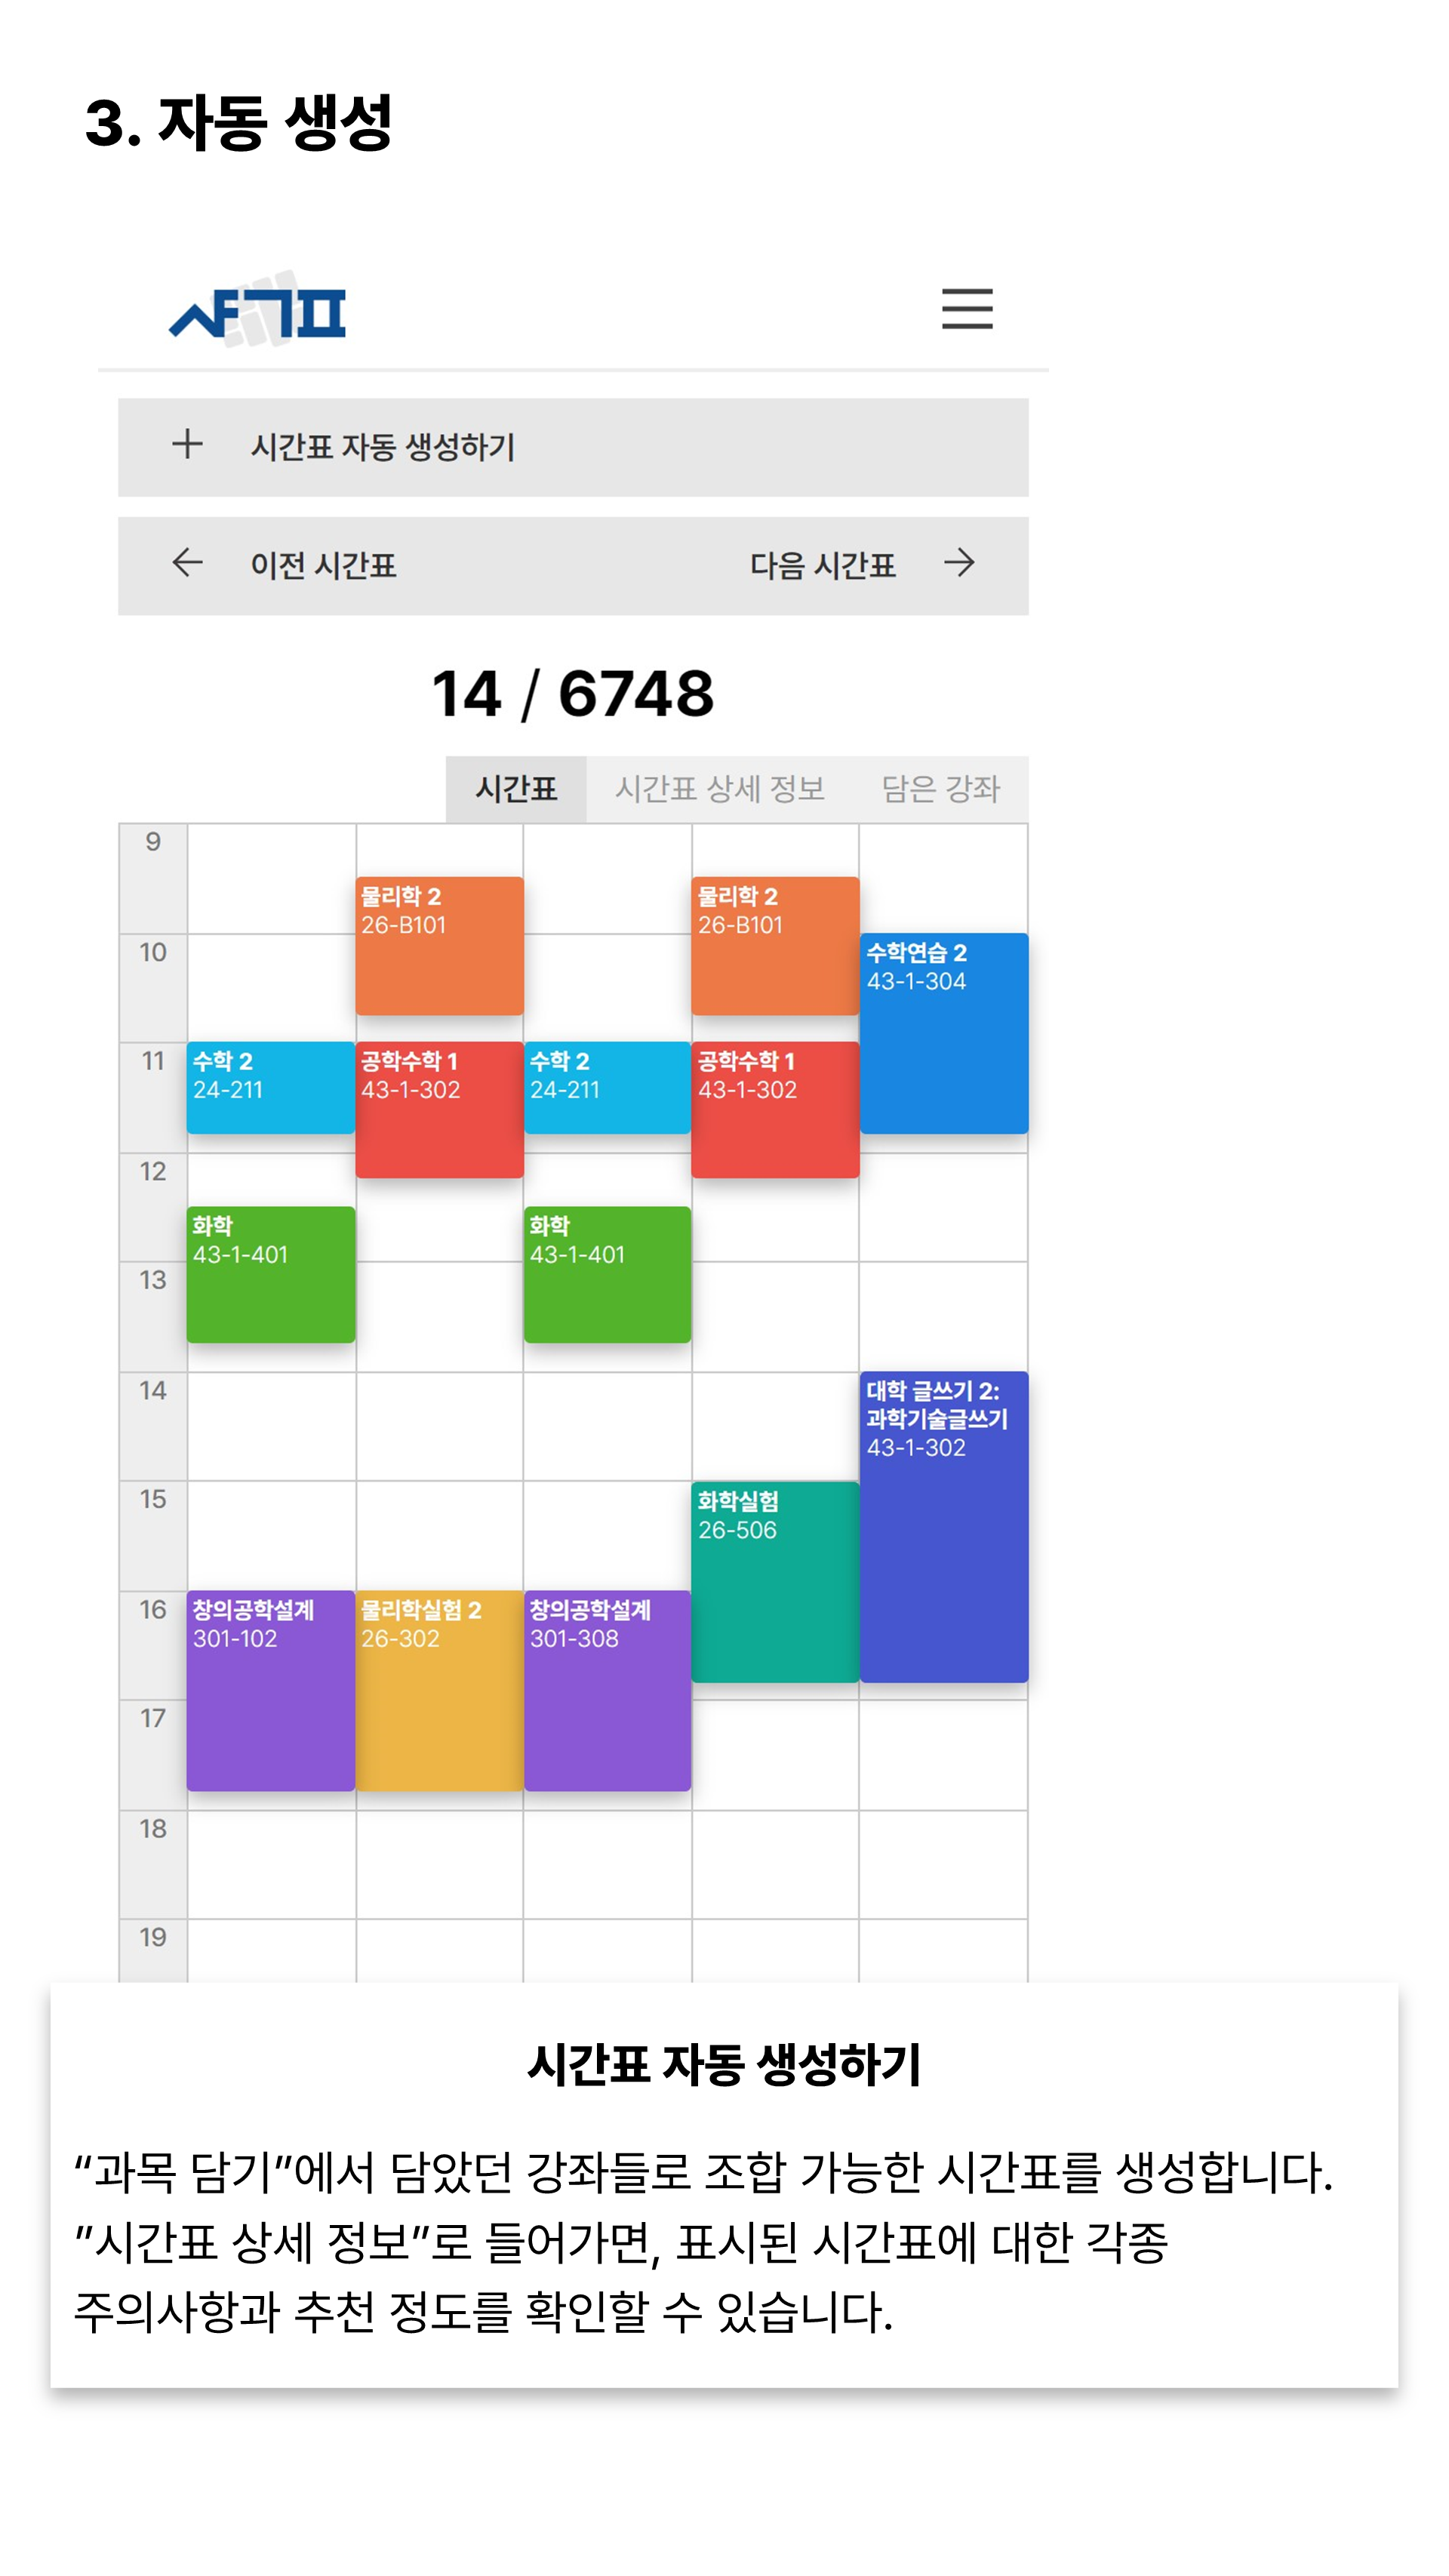 3. 자동 생성
샤기표
시간표 자동 생성하기
이전 시간표 다음 시간표
14 / 6748
시간표 시간표 상세 정보 담은 강좌
9
물리학 2 물리학 2
26-B101 26-B101
10 수학연습 2
43-1-304
11 수학 2 공학수학 1 수학 2 공학수학 1
24-211 43-1-302 24-211 43-1-302
12
화학 화학
43-1-401 43-1-401
13
14 대학 글쓰기 2:
과학기술글쓰기
43-1-302
15 화학실험
26-506
16 창의공학설계 물리학실험 2 창의공학설계
301-102 26-302 301-308
17
18
19
시간표 자동 생성하기
“과목 담기”에서 담았던 강좌들로 조합 가능한 시간표를 생성합니다.
”시간표 상세 정보”로 들어가면, 표시된 시간표에 대한 각종
주의사항과 추천 정도를 확인할 수 있습니다.